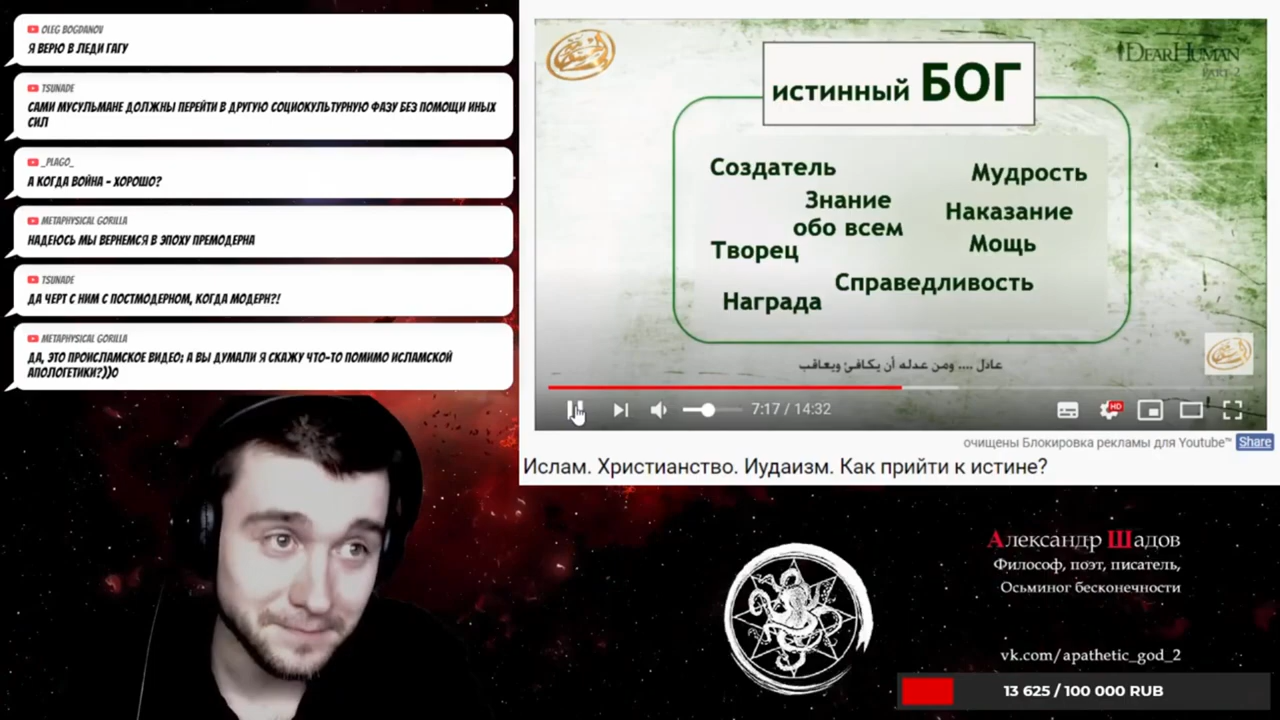 OLEG BOGDANOV
Я ВЕРЮ В ЛЕДИ ГАГУ
TSUNADE
САМИ МУСУЛЬМАНЕ ДОЛЖНЫ ПЕРЕЙТИ В ДРУГУЮ СОЦИОКУЛЬТУРНУЮ ФАЗУ БЕЗ ПОМОЩИ ИНЫХ
СИЛ
_PLAGO_
А КОГДА ВОЙНА - ХОРОШО?
METAPHYSICAL GORILLA
НАДЕЮСЬ МЫ ВЕРНЕМСЯ В ЭПОХУ ПРЕМОДЕРНА
TSUNADE
ДА ЧЕРТ С НИМ С ПОСТМОДЕРНОМ, КОГДА МОДЕРН?!
METAPHYSICAL GORILLA
ДА, ЭТО ПРОИСЛАМСКОЕ ВИДЕО; А ВЫ ДУМАЛИ Я СКАЖУ ЧТО-ТО ПОМИМО ИСЛАМСКОЙ
АПОЛОГЕТИКИ?))0
DEARHUMAN
PART 2
истинный БОГ
Создатель
Мудрость
Знание
обо всем
Наказание
Творец
Мощь
Справедливость
Награда
عادل .... ومن عدله أن يكافئ ويعاقب
7:17 / 14:32
HD
очищены Блокировка рекламы для Youtube™ Share
Ислам. Христианство. Иудаизм. Как прийти к истине?
Александр Шадов
Философ, поэт, писатель,
Осьминог бесконечности
vk.com/apathetic_god_2
13 625 / 100 000 RUB